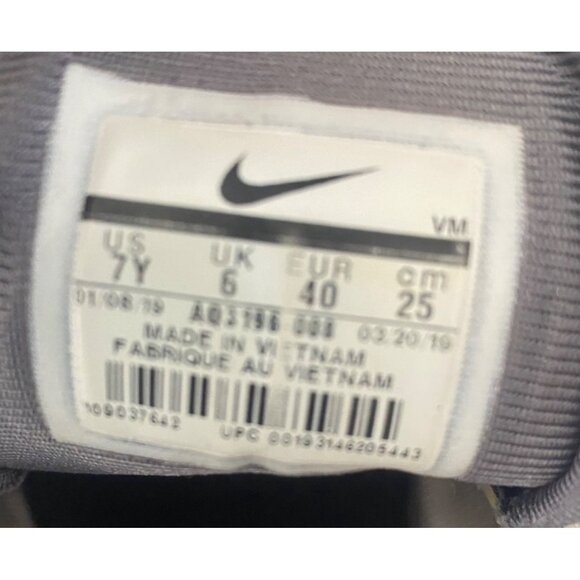 VM
US UK EUR cm
7Y 6 40 25
01/08/19 AQ3196 008 03/20/19
MADE IN VIETNAM
FABRIQUE AU VIETNAM
109037642 UPC 00193146205443